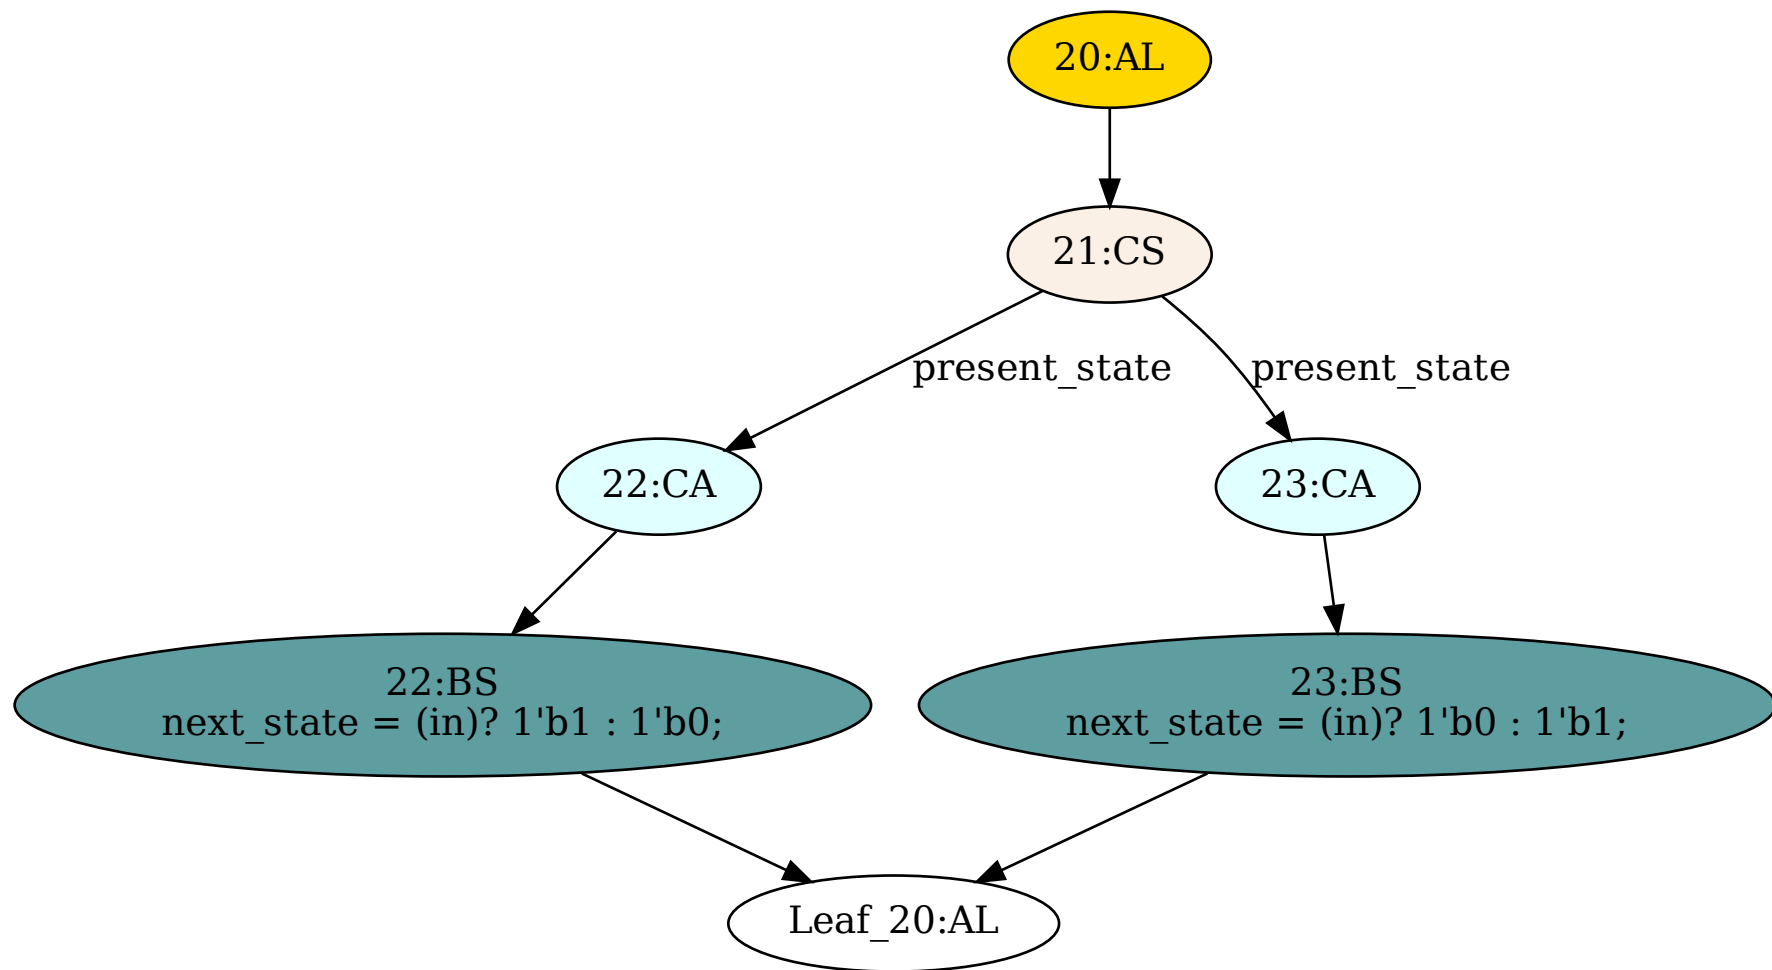 20:AL
21:CS
present_state
present_state
22:CA
23:CA
22:BS
next_state = (in)? 1'b1 : 1'b0;
23:BS
next_state = (in)? 1'b0 : 1'b1;
Leaf_20:AL